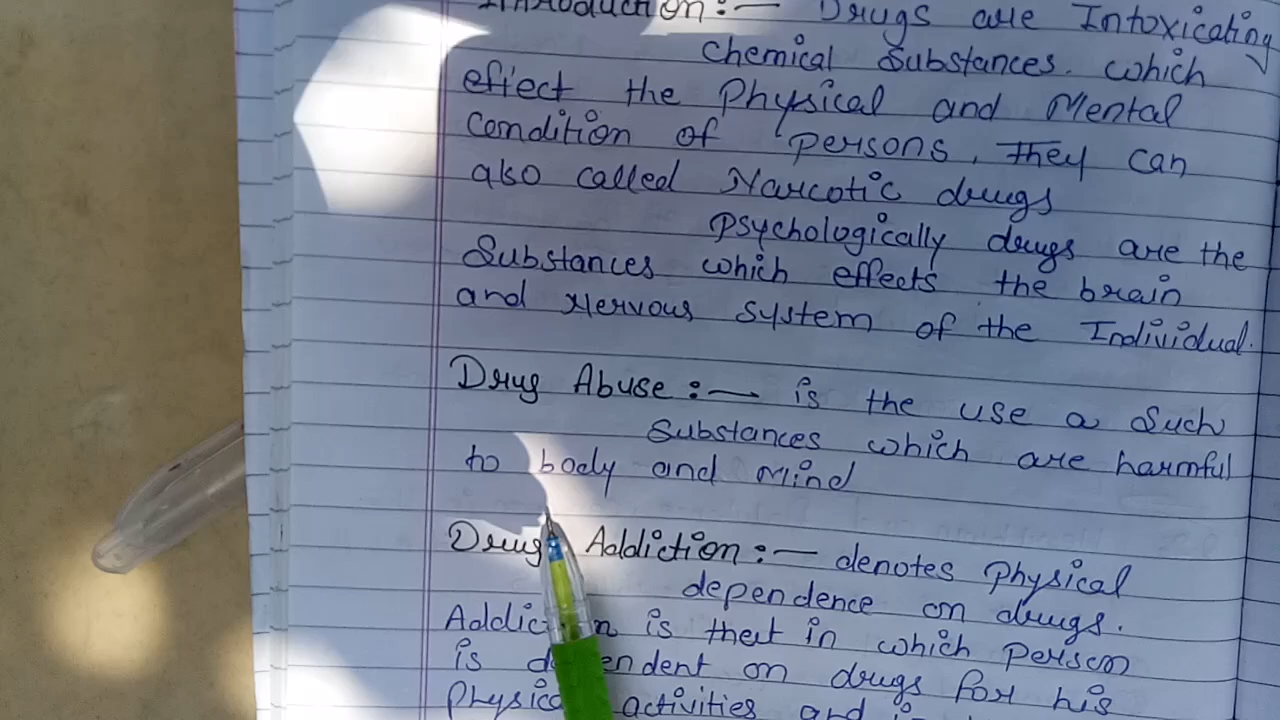 Introduction :— Drugs are Intoxicating
Chemical Substances. which
effect the Physical and Mental
Condition of Persons. They can
also called Narcotic drugs
Psychologically drugs are the
Substances which effects the brain
and Nervous System of the Individual.
Drug Abuse :— is the use a such
Substances which are harmful
to body and Mind
Drug Addiction :— denotes Physical
dependence on drugs.
is that in which Person
is on drugs for his
activities and